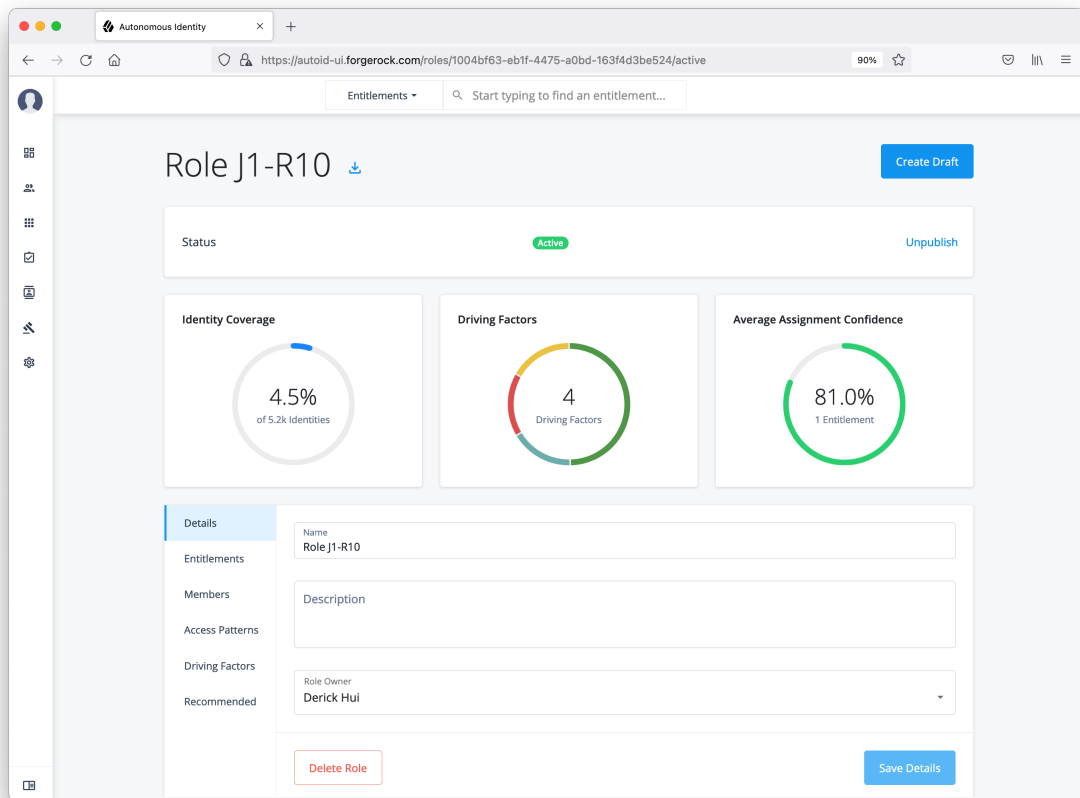 Autonomous Identity
https://autoid-ui.forgerock.com/roles/1004bf63-eb1f-4475-a0bd-163f4d3be524/active
90%
Entitlements
Start typing to find an entitlement...
Role J1-R10
Create Draft
Status
Active
Unpublish
Identity Coverage
4.5%
of 5.2k Identities
Driving Factors
4
Driving Factors
Average Assignment Confidence
81.0%
1 Entitlement
Details
Entitlements
Members
Access Patterns
Driving Factors
Recommended
Name
Role J1-R10
Description
Role Owner
Derick Hui
Delete Role
Save Details